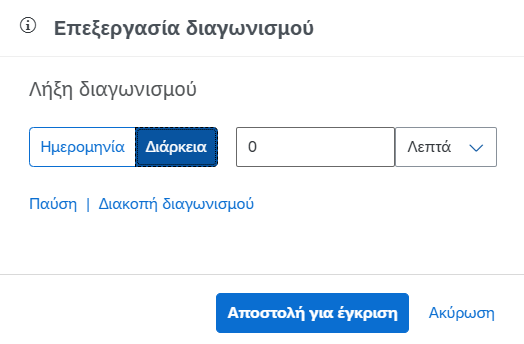 Επεξεργασία διαγωνισμού
Λήξη διαγωνισμού
Ημερομηνία Διάρκεια 0 Λεπτά
Παύση | Διακοπή διαγωνισμού
Αποστολή για έγκριση Ακύρωση